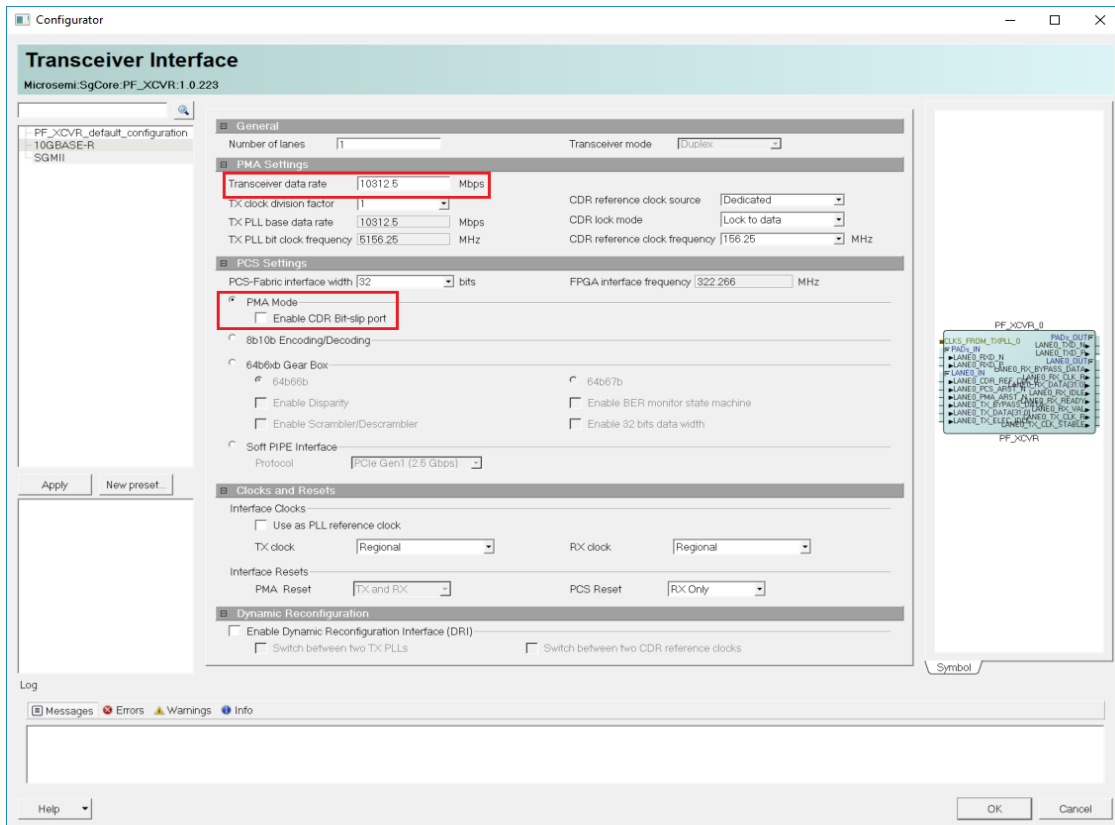 Configurator
Transceiver Interface
Microsemi:SgCore:PF_XCVR:1.0.223
PF_XCVR_default_configuration
10GBASE-R
SGMII
Apply New preset...
General
Number of lanes 1 Transceiver mode Duplex
PMA Settings
Transceiver data rate 10312.5 Mbps
TX clock division factor 1 CDR reference clock source Dedicated
TX PLL base data rate 10312.5 Mbps CDR lock mode Lock to data
TX PLL bit clock frequency 5156.25 MHz CDR reference clock frequency 156.25 MHz
PCS Settings
PCS-Fabric interface width 32 bits FPGA interface frequency 322.266 MHz
PMA Mode
Enable CDR Bit-slip port
8b10b Encoding/Decoding
64b6xb Gear Box
64b66b 64b67b
Enable Disparity Enable BER monitor state machine
Enable Scrambler/Descrambler Enable 32 bits data width
Soft PIPE Interface
Protocol PCIe Gen1 (2.5 Gbps)
Clocks and Resets
Interface Clocks
Use as PLL reference clock
TX clock Regional RX clock Regional
Interface Resets
PMA Reset TX and RX PCS Reset RX Only
Dynamic Reconfiguration
Enable Dynamic Reconfiguration Interface (DRI)
Switch between two TX PLLs Switch between two CDR reference clocks
PF_XCVR_0
CLKS_FROM_TXPLL_0
PADs_IN
LANE0_RXD_N
LANE0_RXD_P
LANE0_IN
PADs_OUT
LANE0_TXD_N
LANE0_TXD_P
LANE0_OUT
PF_XCVR
Symbol
Log
Messages Errors Warnings Info
Help OK Cancel